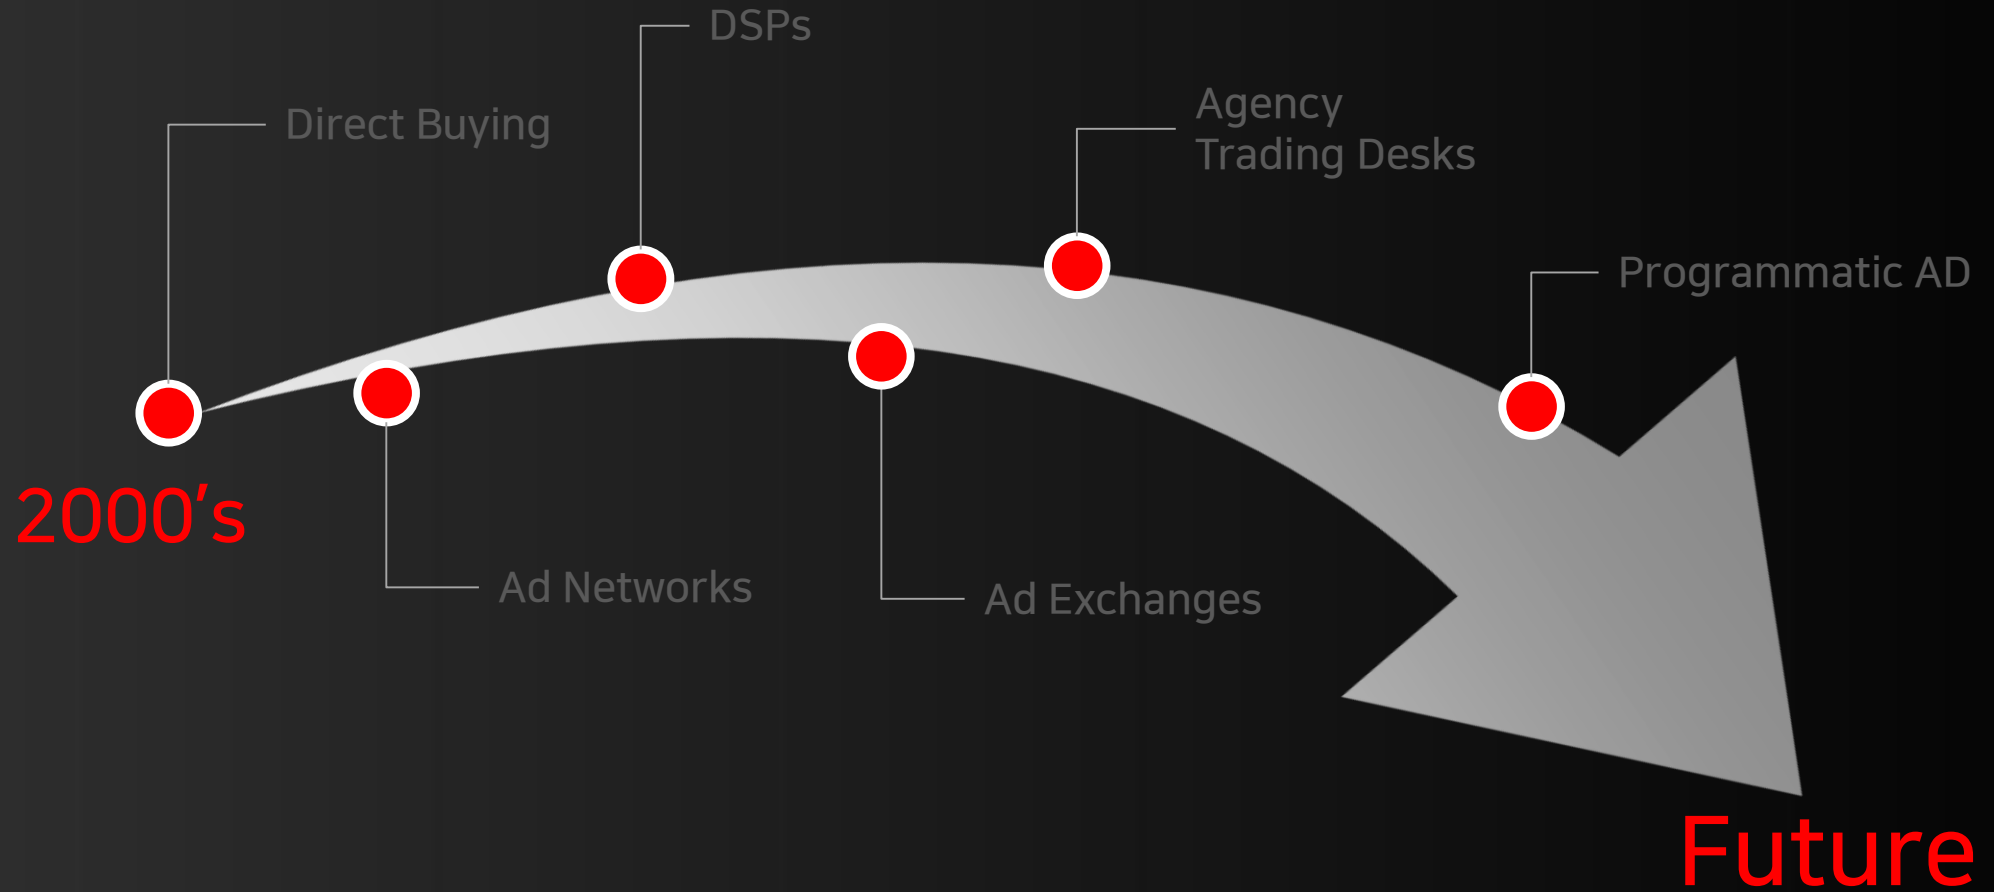 DSPs
Direct Buying
Agency
Trading Desks
Programmatic AD
2000's
Ad Networks
Ad Exchanges
Future